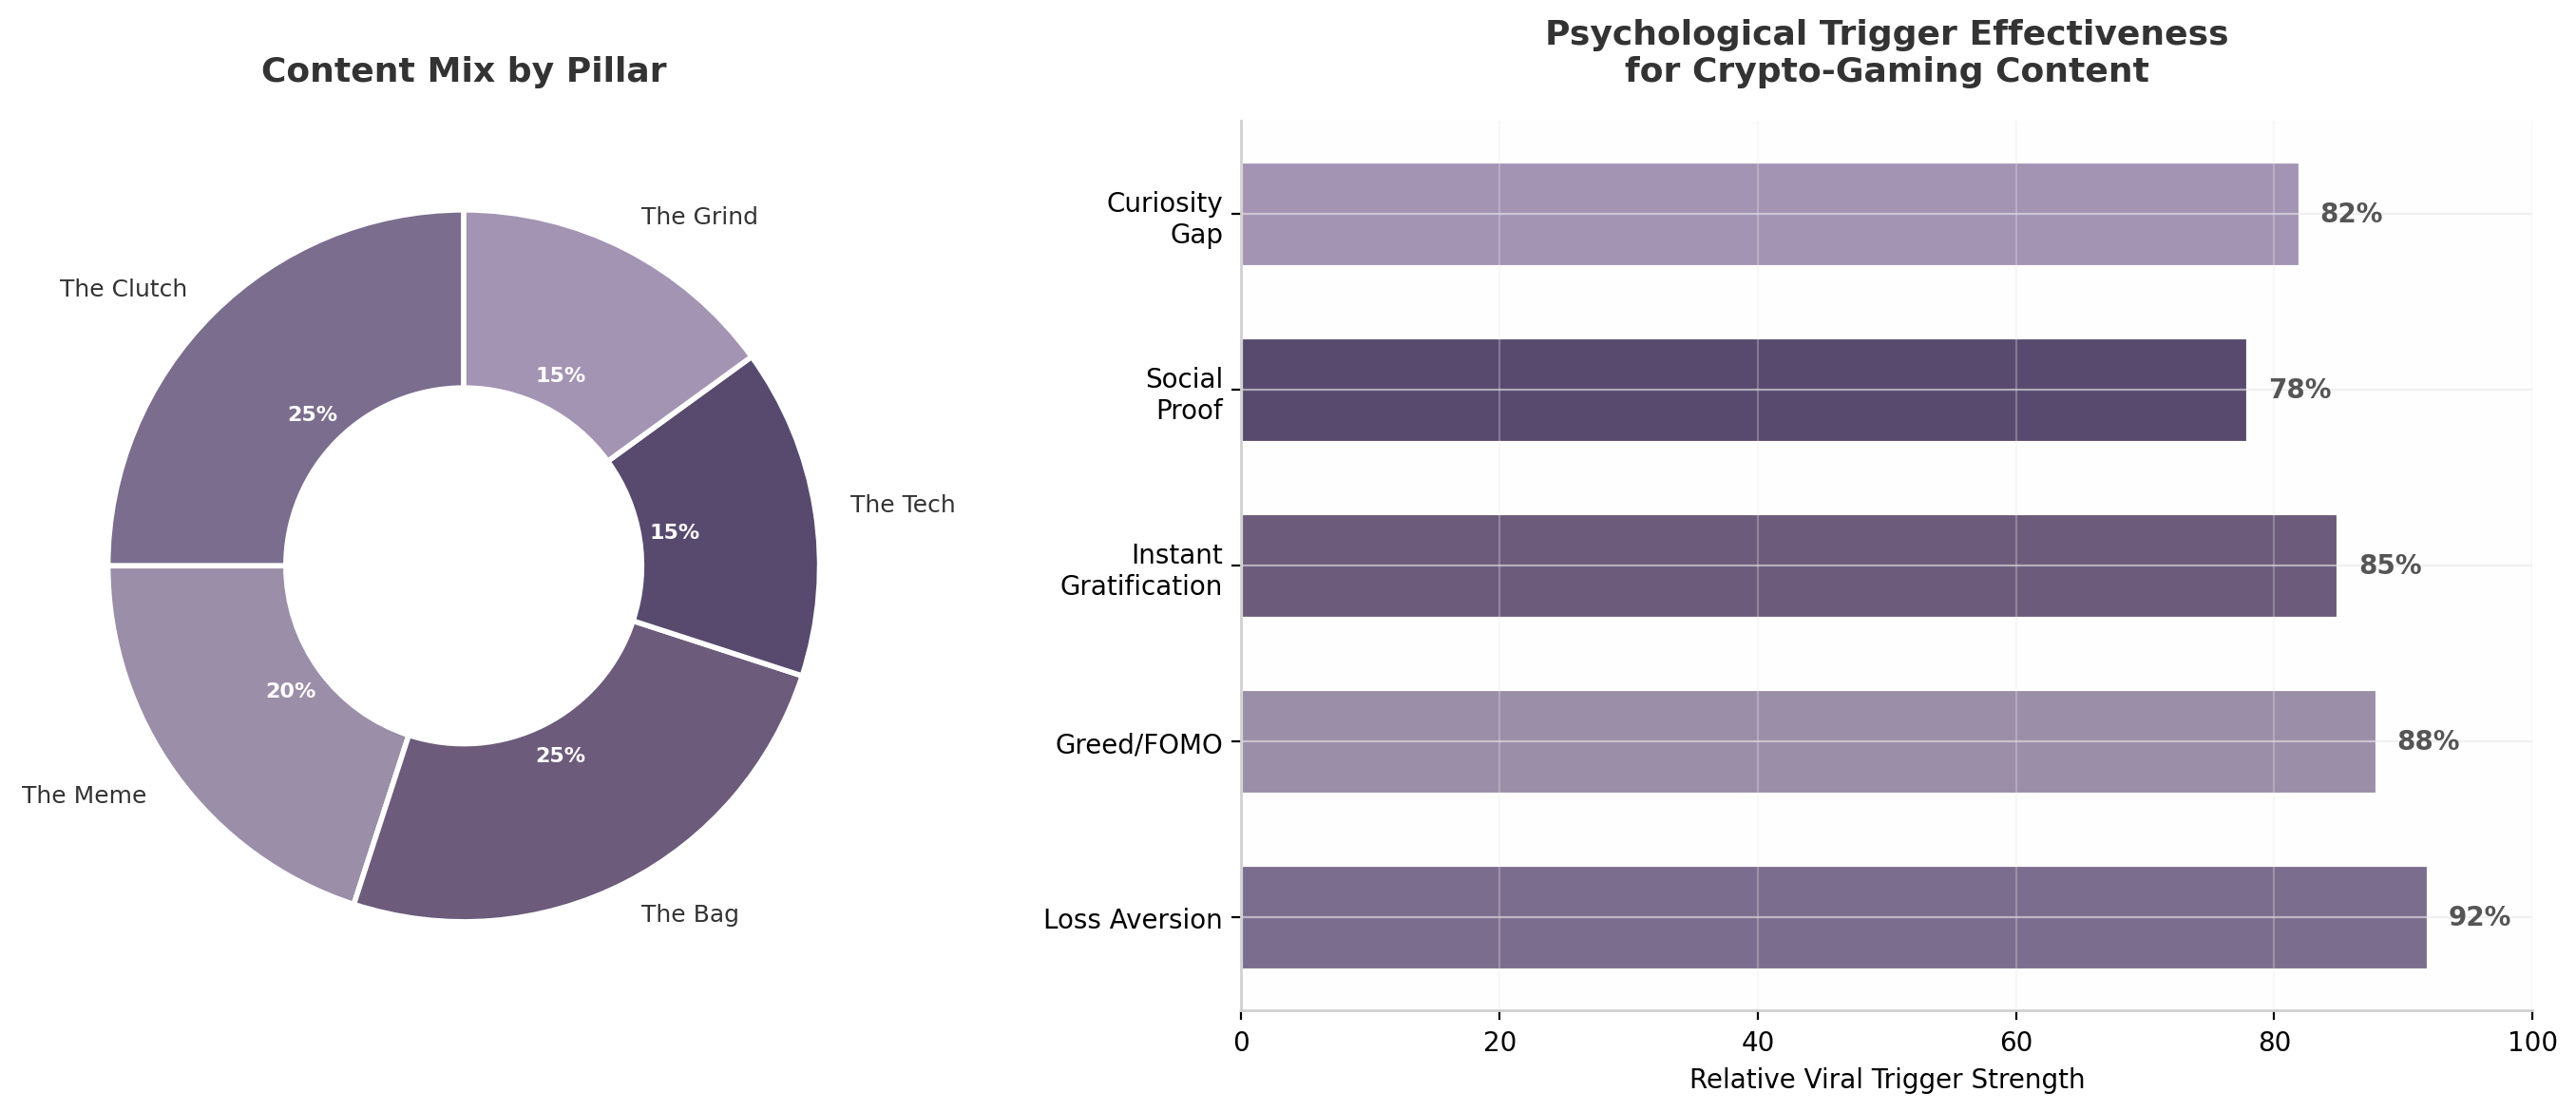 Content Mix by Pillar
The Grind
The Clutch
The Tech
The Meme
The Bag
15%
25%
15%
20%
25%
Psychological Trigger Effectiveness
for Crypto-Gaming Content
Curiosity
Gap
82%
Social
Proof
78%
Instant
Gratification
85%
Greed/FOMO
88%
Loss Aversion
92%
0 20 40 60 80 100
Relative Viral Trigger Strength